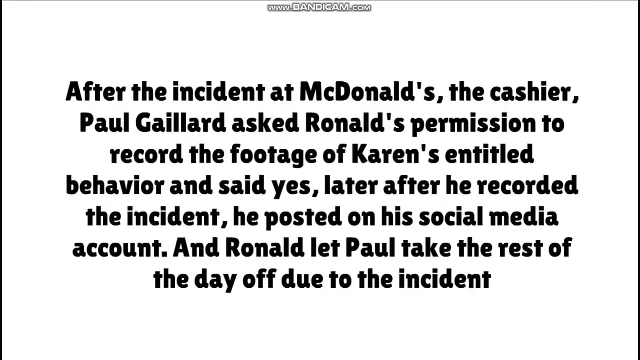 www.BANDICAM.com
After the incident at McDonald's, the cashier,
Paul Gaillard asked Ronald's permission to
record the footage of Karen's entitled
behavior and said yes, later after he recorded
the incident, he posted on his social media
account. And Ronald let Paul take the rest of
the day off due to the incident